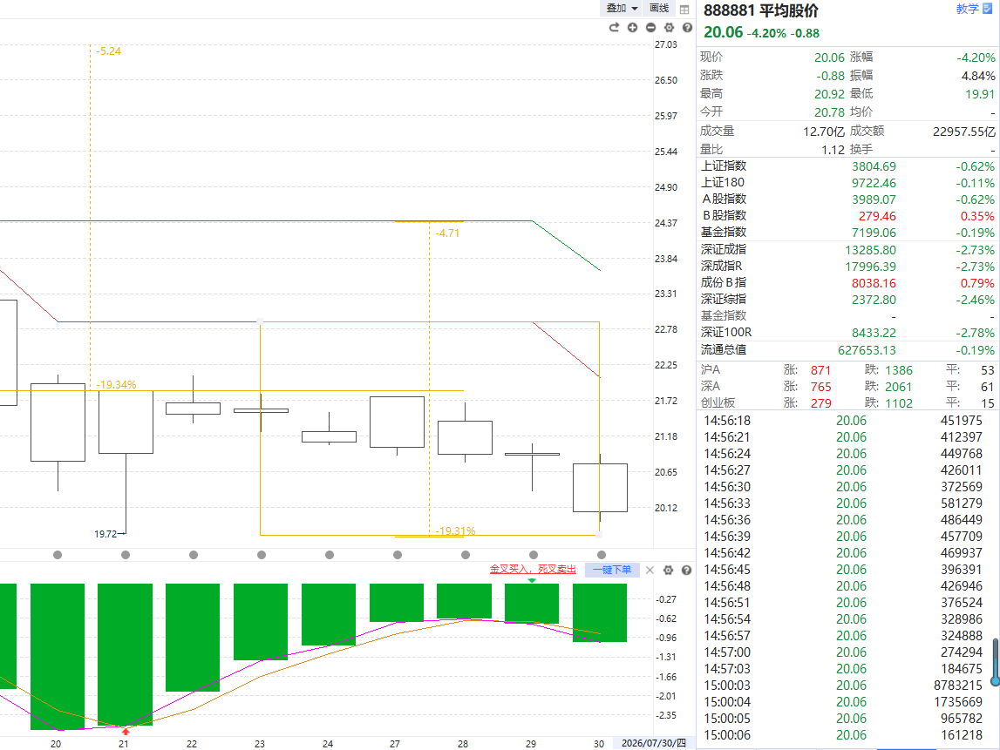 叠加 画线
27.03
-5.24
26.50
25.97
25.44
24.90
24.37
-4.71
23.84
23.31
22.78
22.25
-19.34%
21.72
21.18
20.65
20.12
-19.31%
19.72
金叉买入，死叉卖出 一键下单
-0.27
-0.62
-0.96
-1.31
-1.66
-2.01
-2.35
20 21 22 23 24 27 28 29 30 2026/07/30/四
888881 平均股价 教学
20.06 -4.20% -0.88
现价 20.06 涨幅 -4.20%
涨跌 -0.88 振幅 4.84%
最高 20.92 最低 19.91
今开 20.78 均价 -
成交量 12.70亿 成交额 22957.55亿
量比 1.12 换手 -
上证指数 3804.69 -0.62%
上证180 9722.46 -0.11%
A股指数 3989.07 -0.62%
B股指数 279.46 0.35%
基金指数 7199.06 -0.19%
深证成指 13285.80 -2.73%
深成指R 17996.39 -2.73%
成份B指 8038.16 0.79%
深证综指 2372.80 -2.46%
基金指数 - -
深证100R 8433.22 -2.78%
流通总值 627653.13 -0.19%
沪A 涨: 871 跌: 1386 平: 53
深A 涨: 765 跌: 2061 平: 61
创业板 涨: 279 跌: 1102 平: 15
14:56:18 20.06 451975
14:56:21 20.06 412397
14:56:24 20.06 449768
14:56:27 20.06 426011
14:56:30 20.06 372569
14:56:33 20.06 581279
14:56:36 20.06 486449
14:56:39 20.06 457709
14:56:42 20.06 469937
14:56:45 20.06 396391
14:56:48 20.06 426946
14:56:51 20.06 376524
14:56:54 20.06 328986
14:56:57 20.06 324888
14:57:00 20.06 274294
14:57:03 20.06 184675
15:00:03 20.06 8783215
15:00:04 20.06 1735669
15:00:05 20.06 965782
15:00:06 20.06 161218